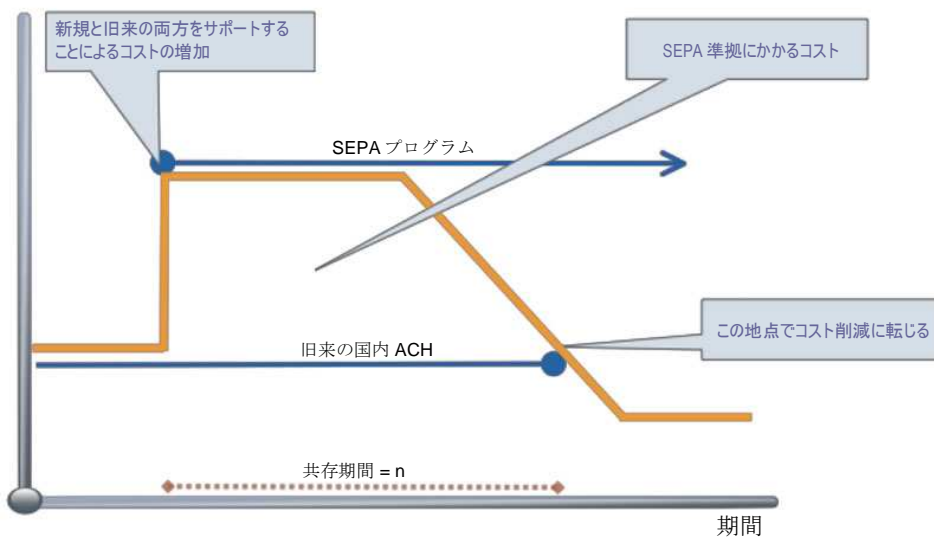 新規と旧来の両方をサポートする
ことによるコストの増加
SEPA 準拠にかかるコスト
SEPA プログラム
この地点でコスト削減に転じる
旧来の国内 ACH
共存期間 = n
期間